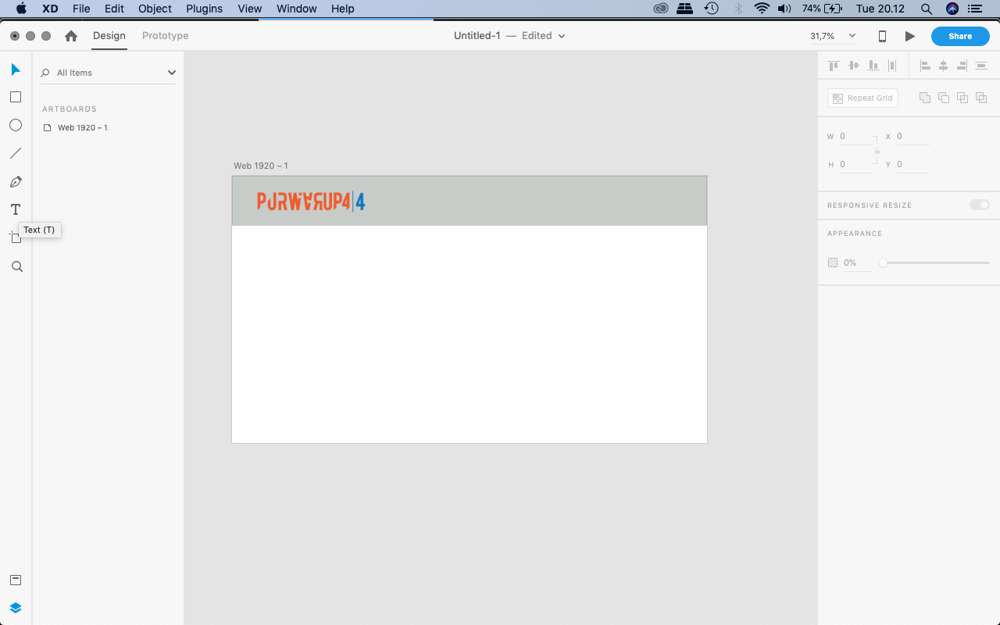 XD File Edit Object Plugins View Window Help 74% Tue 20.12
Design Prototype Untitled-1 — Edited 31,7% Share
All Items
ARTBOARDS
Web 1920 – 1
Text (T)
Web 1920 – 1
PURWARUP4|4
Repeat Grid
W 0 X 0
H 0 Y 0
RESPONSIVE RESIZE
APPEARANCE
0%